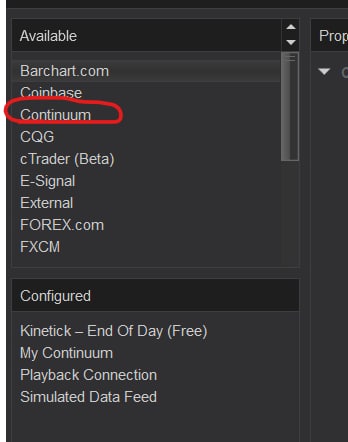 Available
Prop
Barchart.com
Coinbase
Continuum
CQG
cTrader (Beta)
E-Signal
External
FOREX.com
FXCM
Configured
Kinetick – End Of Day (Free)
My Continuum
Playback Connection
Simulated Data Feed